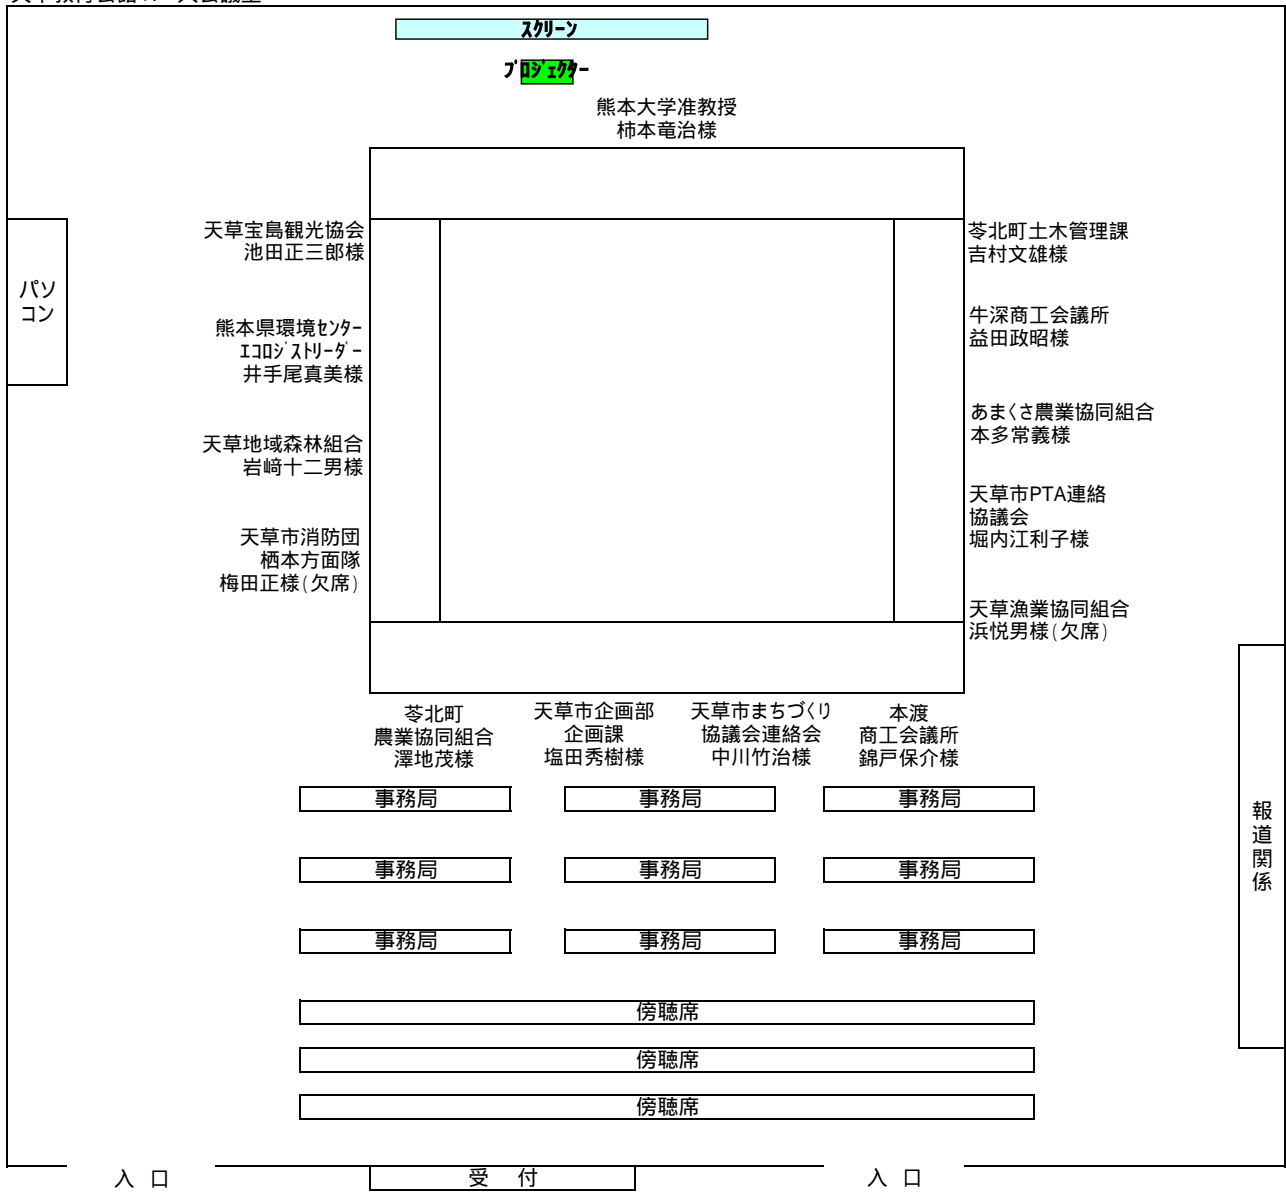 スクリーン
プロジェクター
熊本大学准教授
柿本竜治様
天草宝島観光協会
池田正三郎様
熊本県環境センター
エコロジストリーダー
井手尾真美様
天草地域森林組合
岩﨑十二男様
天草市消防団
栖本方面隊
梅田正様(欠席)
パソ
コン
苓北町土木管理課
吉村文雄様
牛深商工会議所
益田政昭様
あまくさ農業協同組合
本多常義様
天草市PTA連絡
協議会
堀内江利子様
天草漁業協同組合
浜悦男様(欠席)
苓北町
農業協同組合
澤地茂様
天草市企画部
企画課
塩田秀樹様
天草市まちづくり
協議会連絡会
中川竹治様
本渡
商工会議所
錦戸保介様
事務局
事務局
事務局
事務局
事務局
事務局
事務局
事務局
事務局
報道関係
傍聴席
傍聴席
傍聴席
入 口
受 付
入 口